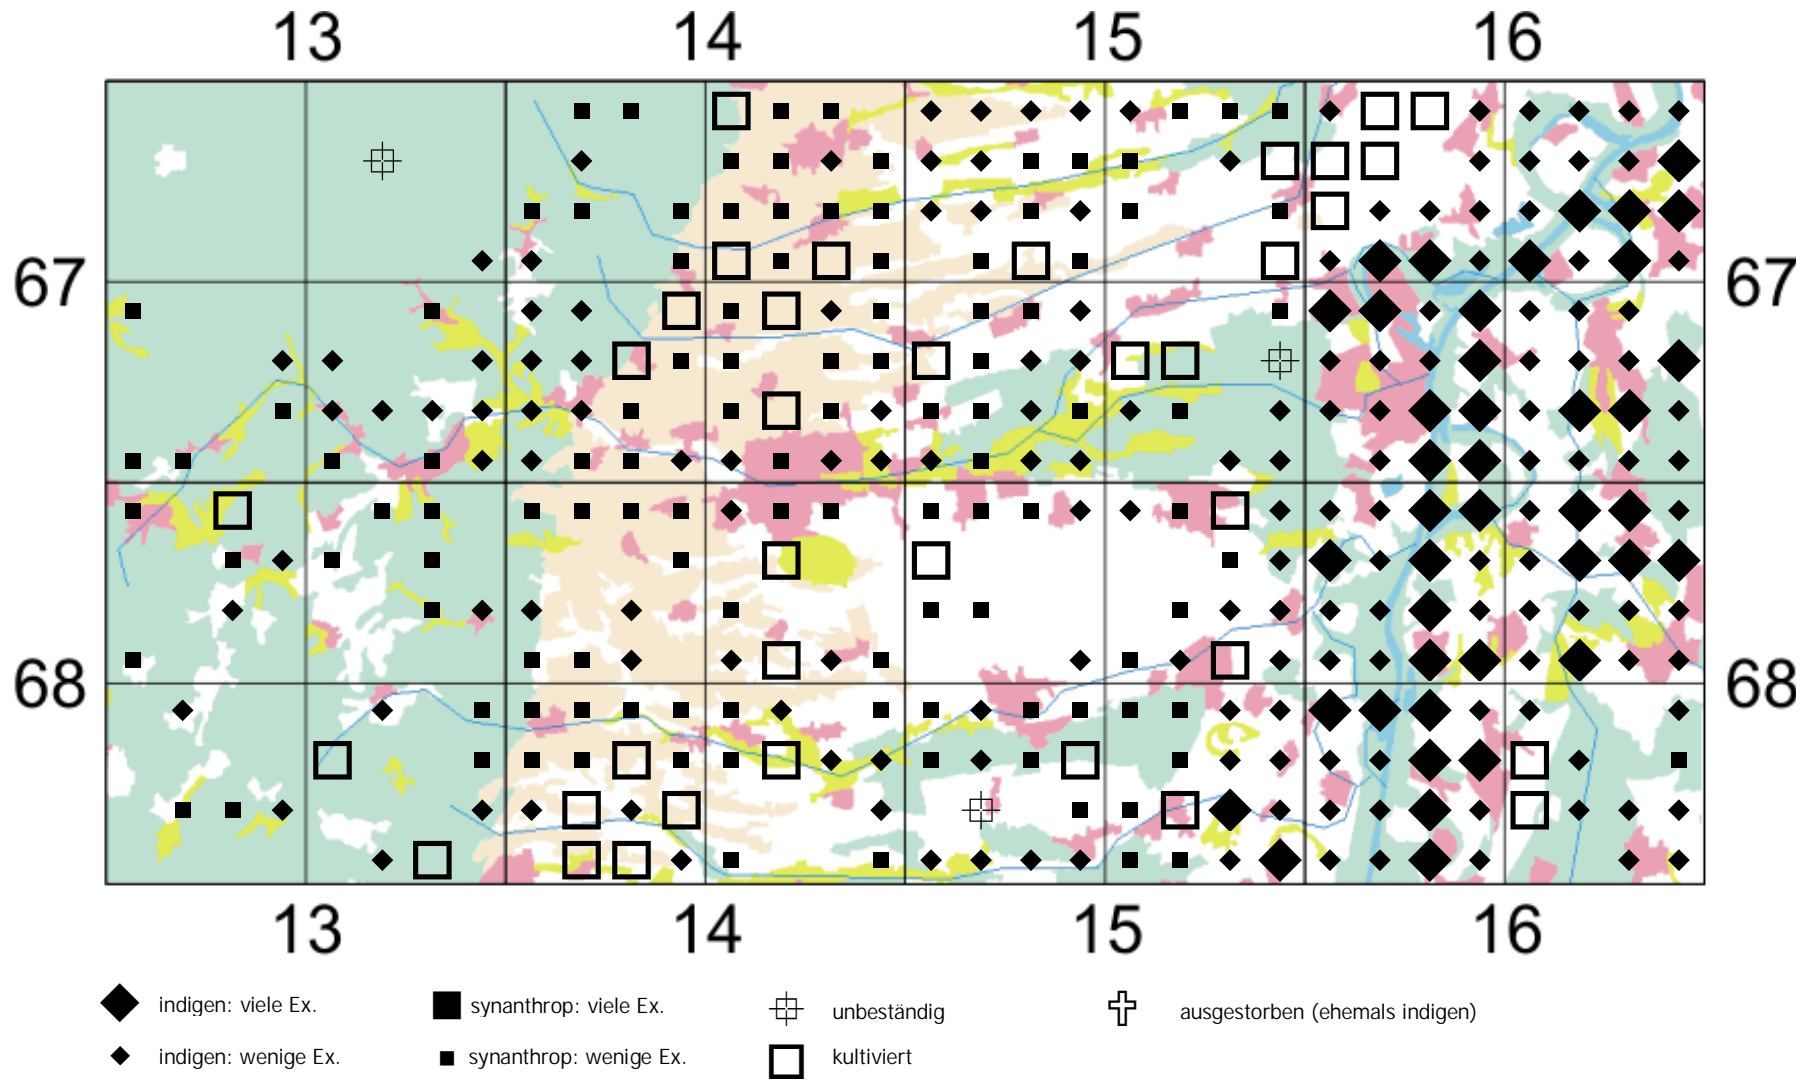 13 14 15 16
67 67
68 68
13 14 15 16
indigen: viele Ex. synanthrop: viele Ex. unbeständig ausgestorben (ehemals indigen)
indigen: wenige Ex. synanthrop: wenige Ex. kultiviert